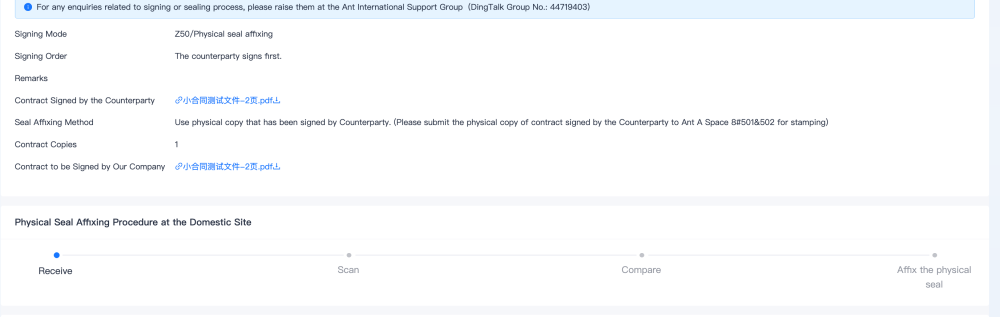 For any enquiries related to signing or sealing process, please raise them at the Ant International Support Group（DingTalk Group No.: 44719403）
Signing Mode Z50/Physical seal affixing
Signing Order The counterparty signs first.
Remarks
Contract Signed by the Counterparty 小合同测试文件-2页.pdf
Seal Affixing Method Use physical copy that has been signed by Counterparty. (Please submit the physical copy of contract signed by the Counterparty to Ant A Space 8#501&502 for stamping)
Contract Copies 1
Contract to be Signed by Our Company 小合同测试文件-2页.pdf
Physical Seal Affixing Procedure at the Domestic Site
Receive Scan Compare Affix the physical
seal